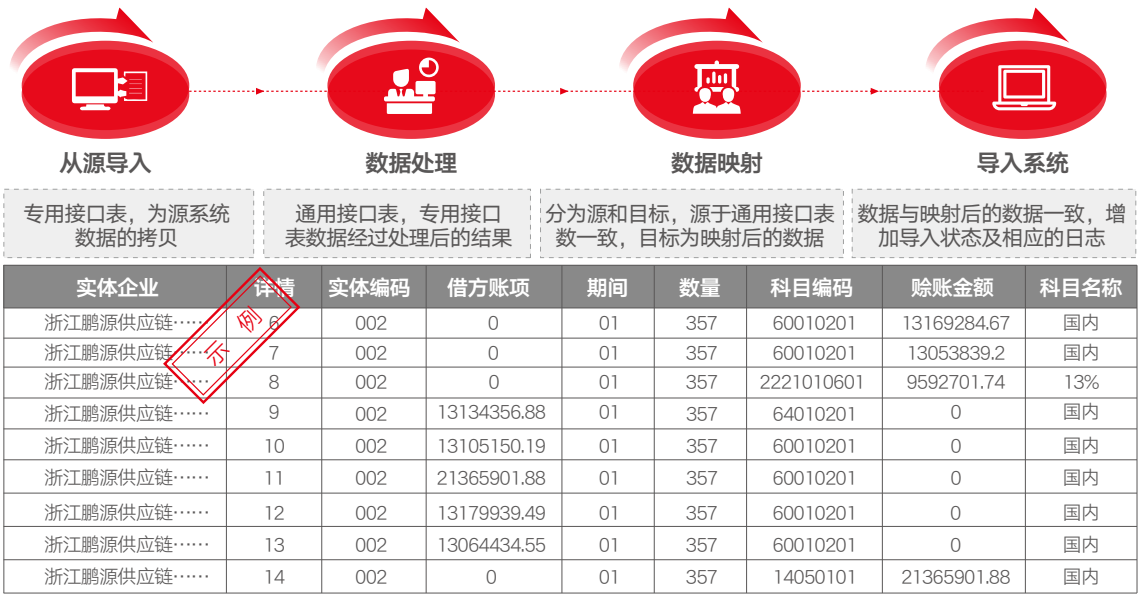 从源导入 数据处理 数据映射 导入系统
专用接口表，为源系统
数据的拷贝
通用接口表，专用接口
表数据经过处理后的结果
分为源和目标，源于通用接口表
数一致，目标为映射后的数据
数据与映射后的数据一致，增
加导入状态及相应的日志
实体企业 详情 实体编码 借方账项 期间 数量 科目编码 赊账金额 科目名称
浙江鹏源供应链…… 6 002 0 01 357 60010201 13169284.67 国内
浙江鹏源供应链…… 7 002 0 01 357 60010201 13053839.2 国内
浙江鹏源供应链…… 8 002 0 01 357 2221010601 9592701.74 13%
浙江鹏源供应链…… 9 002 13134356.88 01 357 64010201 0 国内
浙江鹏源供应链…… 10 002 13105150.19 01 357 60010201 0 国内
浙江鹏源供应链…… 11 002 21365901.88 01 357 60010201 0 国内
浙江鹏源供应链…… 12 002 13179939.49 01 357 60010201 0 国内
浙江鹏源供应链…… 13 002 13064434.55 01 357 60010201 0 国内
浙江鹏源供应链…… 14 002 0 01 357 14050101 21365901.88 国内
示例